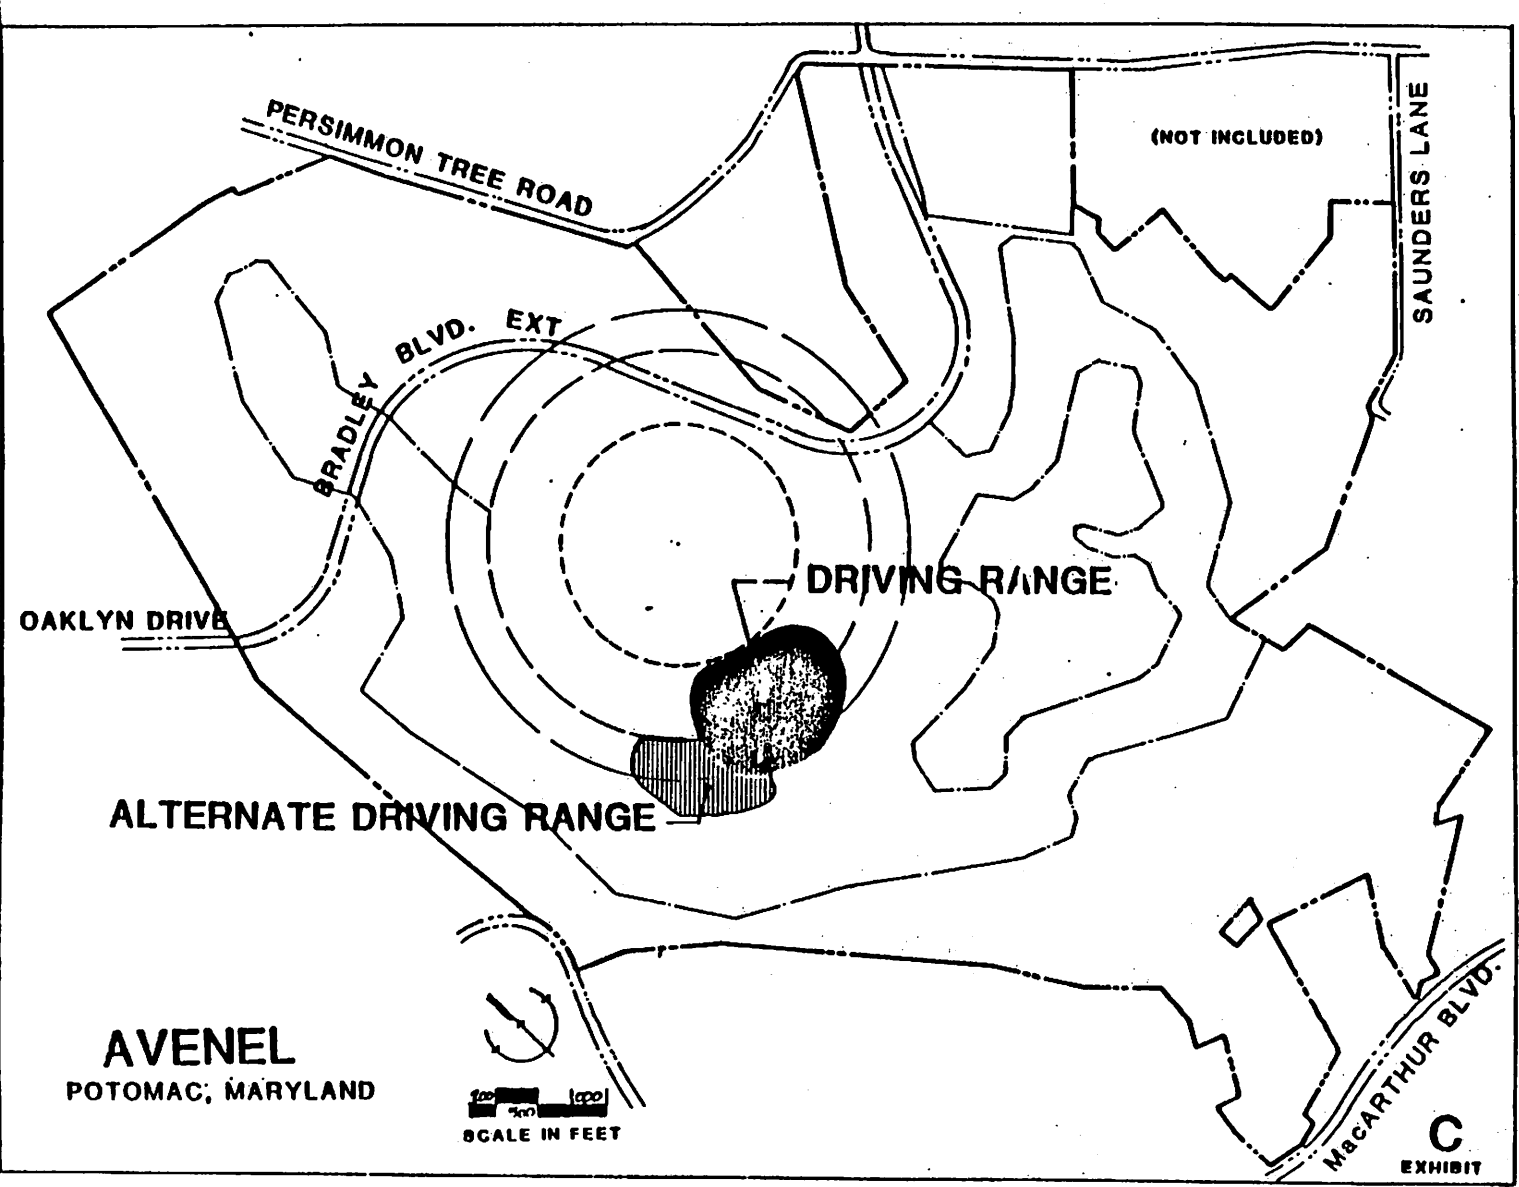 PERSIMMON TREE ROAD
(NOT INCLUDED)
SAUNDERS LANE
BRADLEY BLVD. EXT
DRIVING RANGE
OAKLYN DRIVE
ALTERNATE DRIVING RANGE
AVENEL
POTOMAC, MARYLAND
500
SCALE IN FEET
MacARTHUR BLVD.
C
EXHIBIT